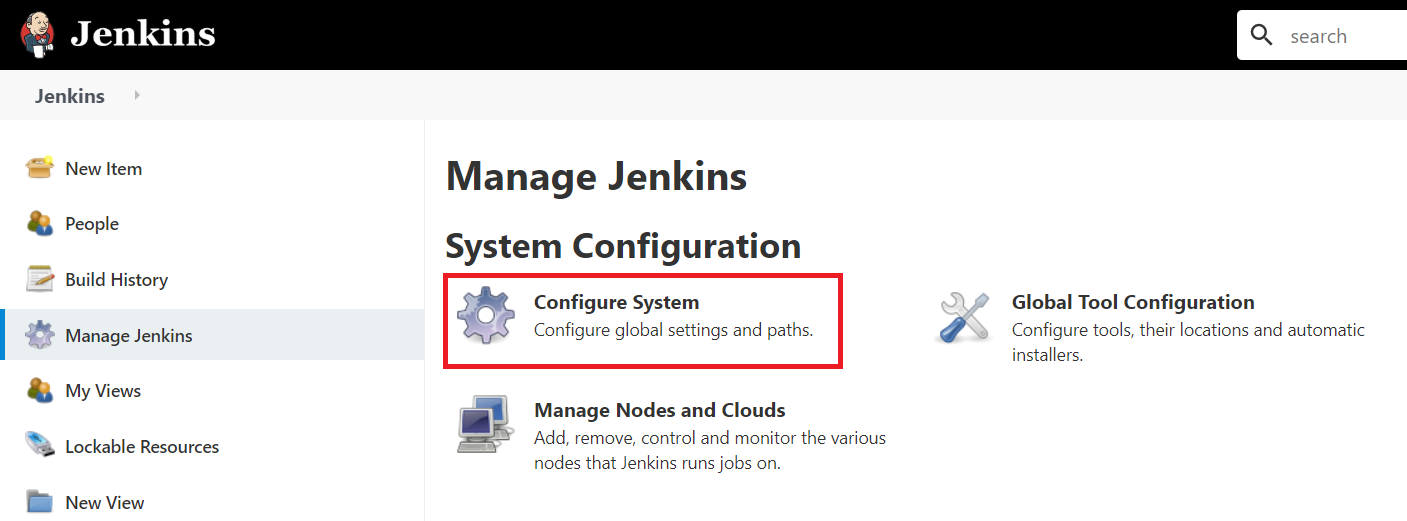 Jenkins
search
Jenkins
New Item
People
Build History
Manage Jenkins
My Views
Lockable Resources
New View
Manage Jenkins
System Configuration
Configure System
Configure global settings and paths.
Global Tool Configuration
Configure tools, their locations and automatic
installers.
Manage Nodes and Clouds
Add, remove, control and monitor the various
nodes that Jenkins runs jobs on.